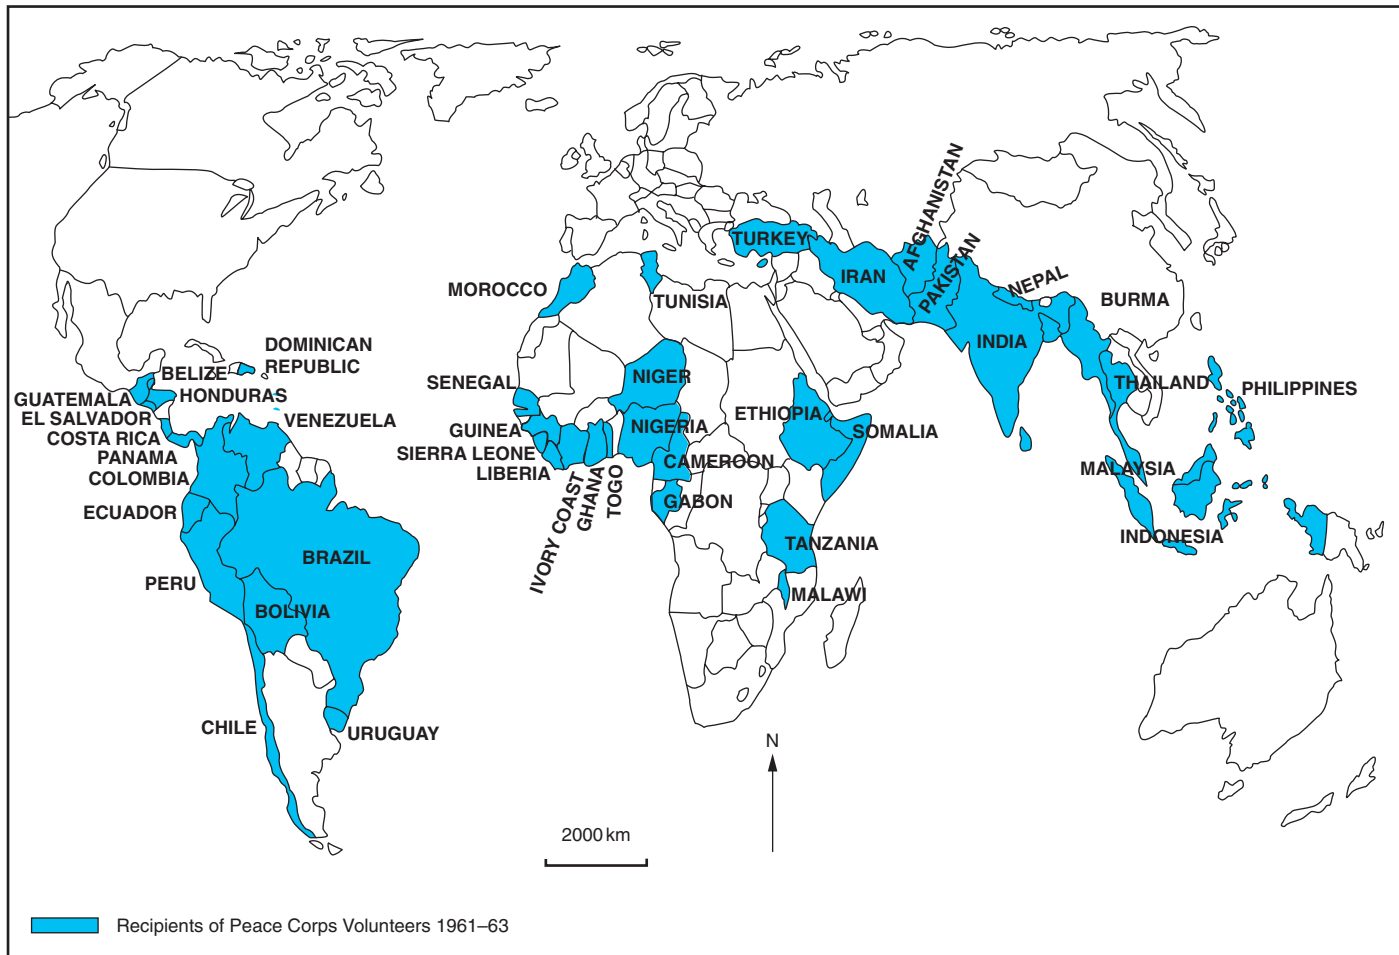 AFGHANISTAN
TURKEY
PAKISTAN
IRAN
NEPAL
MOROCCO
TUNISIA
BURMA
INDIA
DOMINICAN
REPUBLIC
BELIZE
SENEGAL
NIGER
THAILAND
PHILIPPINES
GUATEMALA
HONDURAS
EL SALVADOR
VENEZUELA
ETHIOPIA
NIGERIA
GUINEA
SOMALIA
COSTA RICA
SIERRA LEONE
PANAMA
CAMEROON
LIBERIA
MALAYSIA
COLOMBIA
IVORY COAST
GHANA
TOGO
GABON
ECUADOR
INDONESIA
TANZANIA
BRAZIL
PERU
MALAWI
BOLIVIA
CHILE
URUGUAY
N
2000 km
Recipients of Peace Corps Volunteers 1961–63